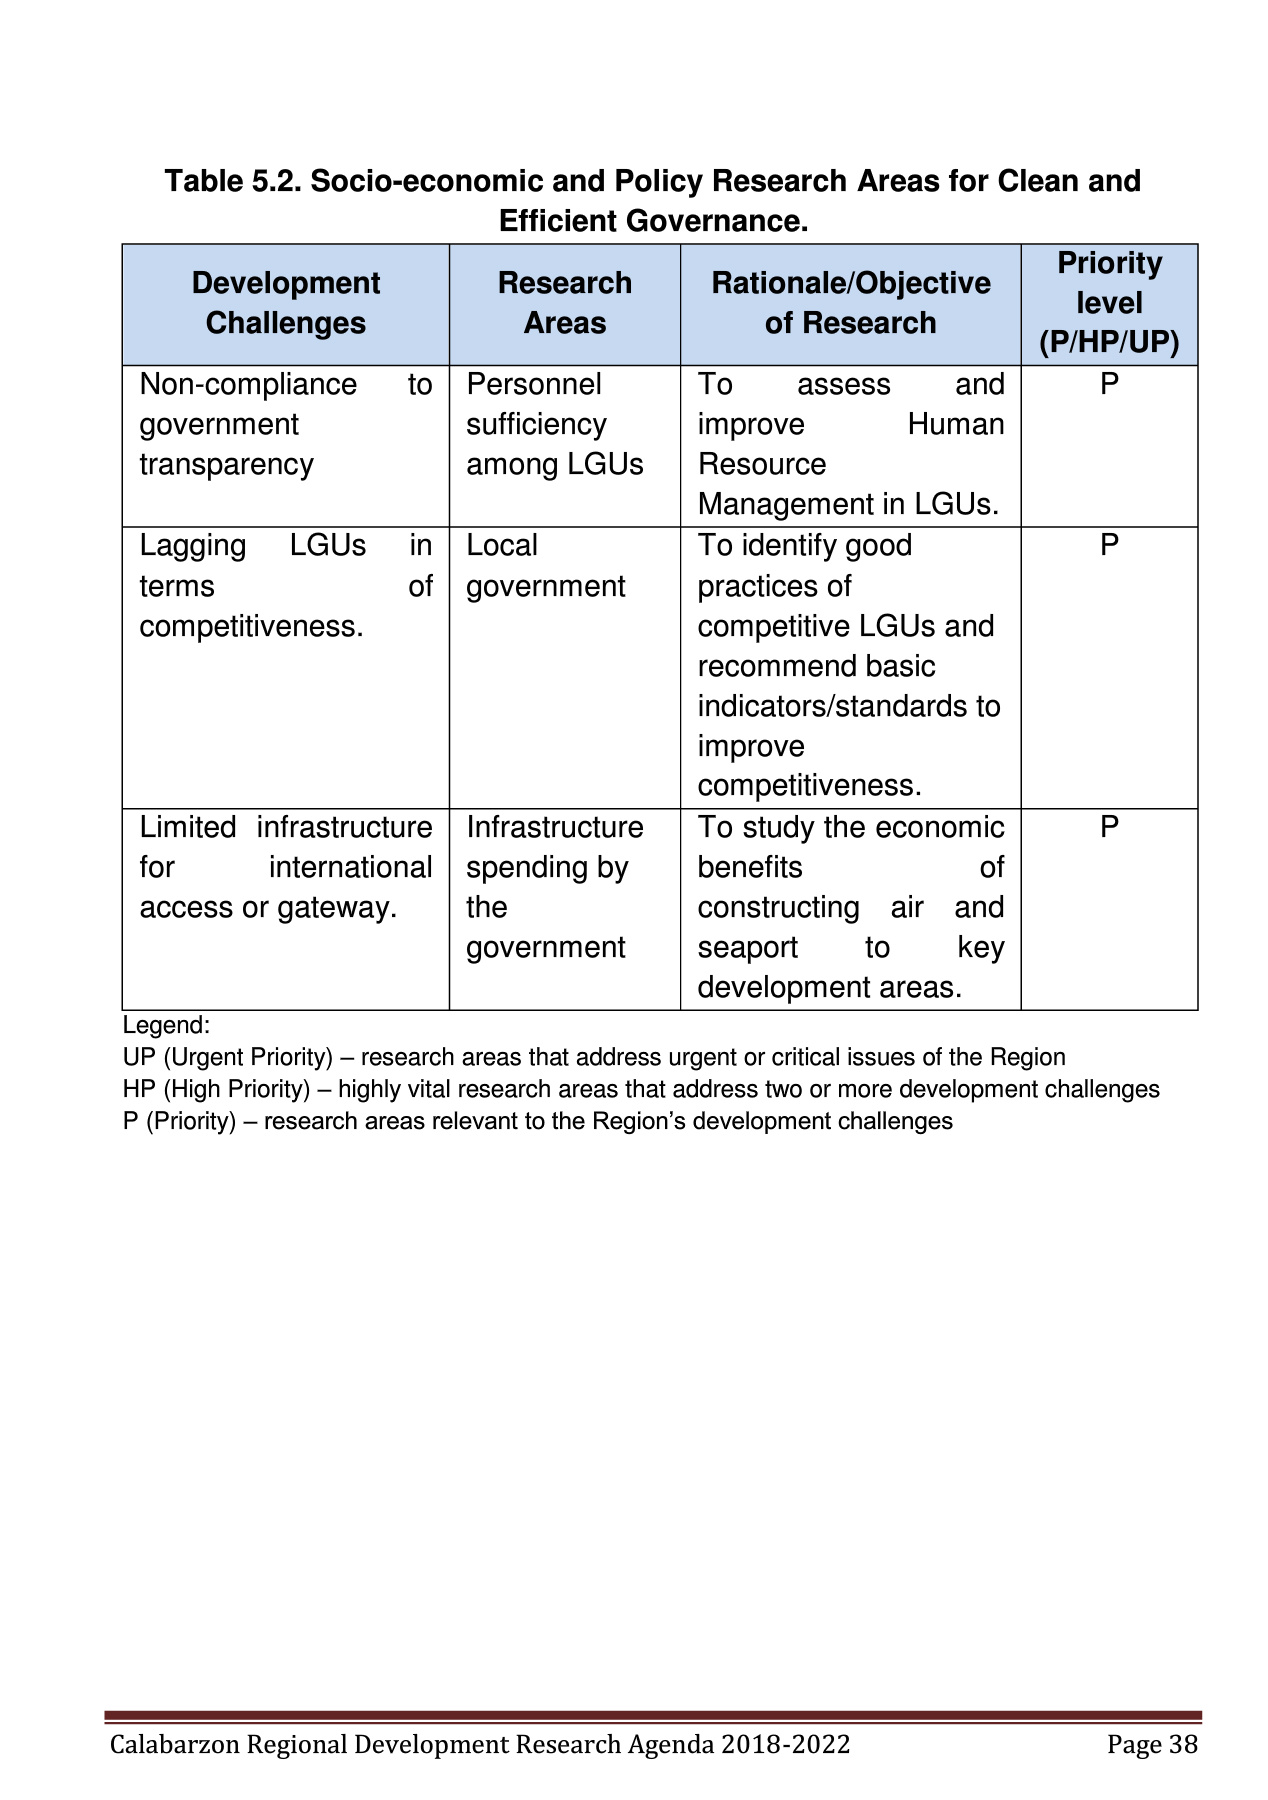 Table 5.2. Socio-economic and Policy Research Areas for Clean and
Efficient Governance.
Development
Challenges
Research
Areas
Rationale/Objective
of Research
Priority
level
(P/HP/UP)
Non-compliance to
government
transparency
Personnel
sufficiency
among LGUs
To assess and
improve Human
Resource
Management in LGUs.
P
Lagging LGUs in
terms of
competitiveness.
Local
government
To identify good
practices of
competitive LGUs and
recommend basic
indicators/standards to
improve
competitiveness.
P
Limited infrastructure
for international
access or gateway.
Infrastructure
spending by
the
government
To study the economic
benefits of
constructing air and
seaport to key
development areas.
P
Legend:
UP (Urgent Priority) – research areas that address urgent or critical issues of the Region
HP (High Priority) – highly vital research areas that address two or more development challenges
P (Priority) – research areas relevant to the Region’s development challenges
Calabarzon Regional Development Research Agenda 2018-2022 Page 38